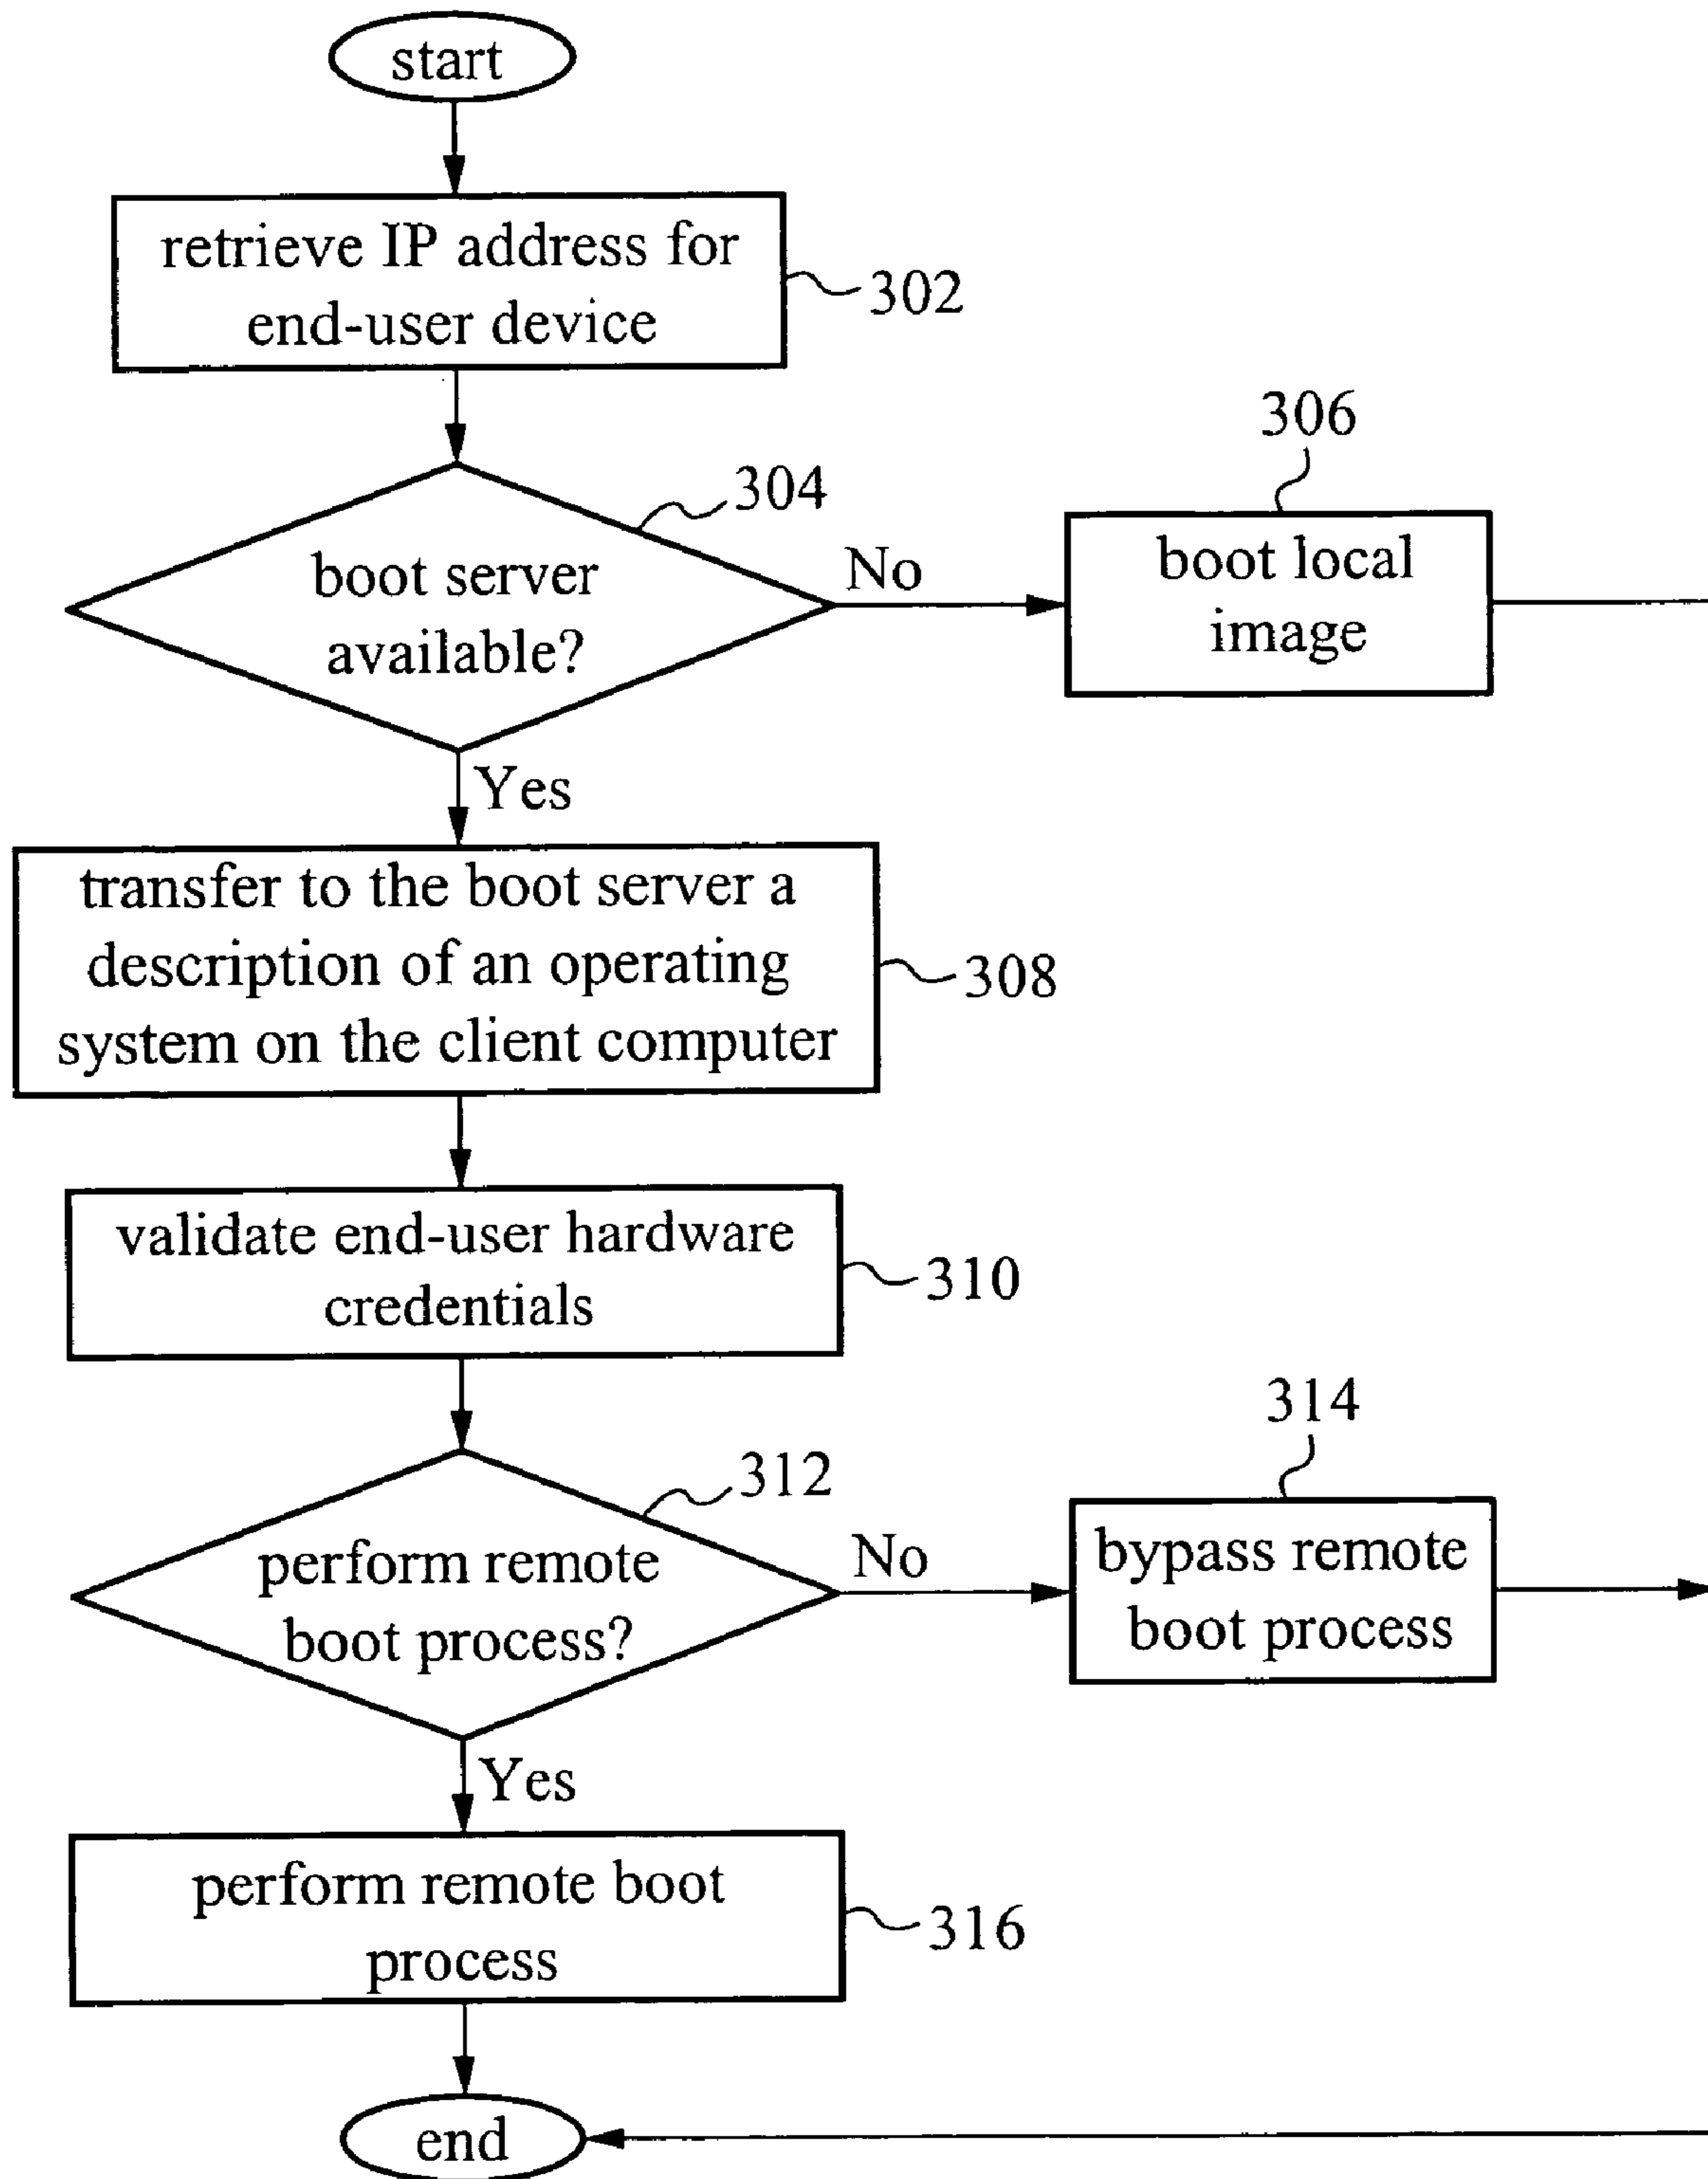 start
retrieve IP address for
end-user device
302
304
boot server
available?
No
306
boot local
image
Yes
transfer to the boot server a
description of an operating
system on the client computer
308
validate end-user hardware
credentials
310
312
perform remote
boot process?
No
314
bypass remote
boot process
Yes
perform remote boot
process
316
end